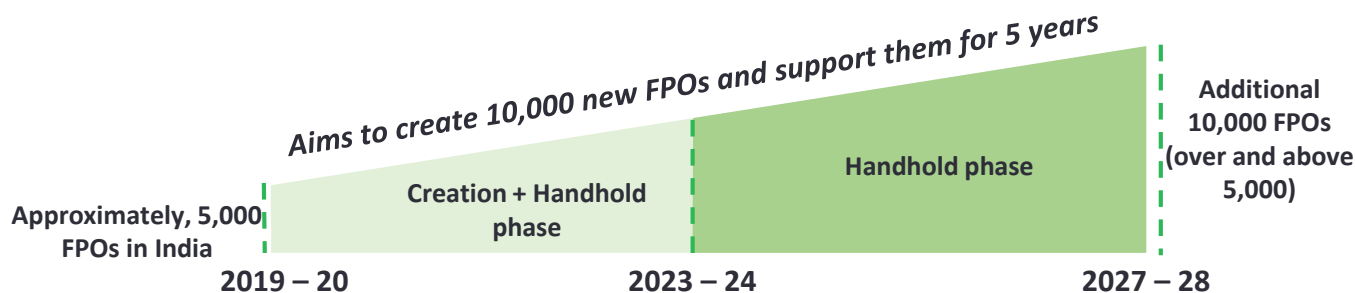 Aims to create 10,000 new FPOs and support them for 5 years
Approximately, 5,000
FPOs in India
Creation + Handhold
phase
Handhold phase
Additional
10,000 FPOs
(over and above
5,000)
2019 – 20
2023 – 24
2027 – 28